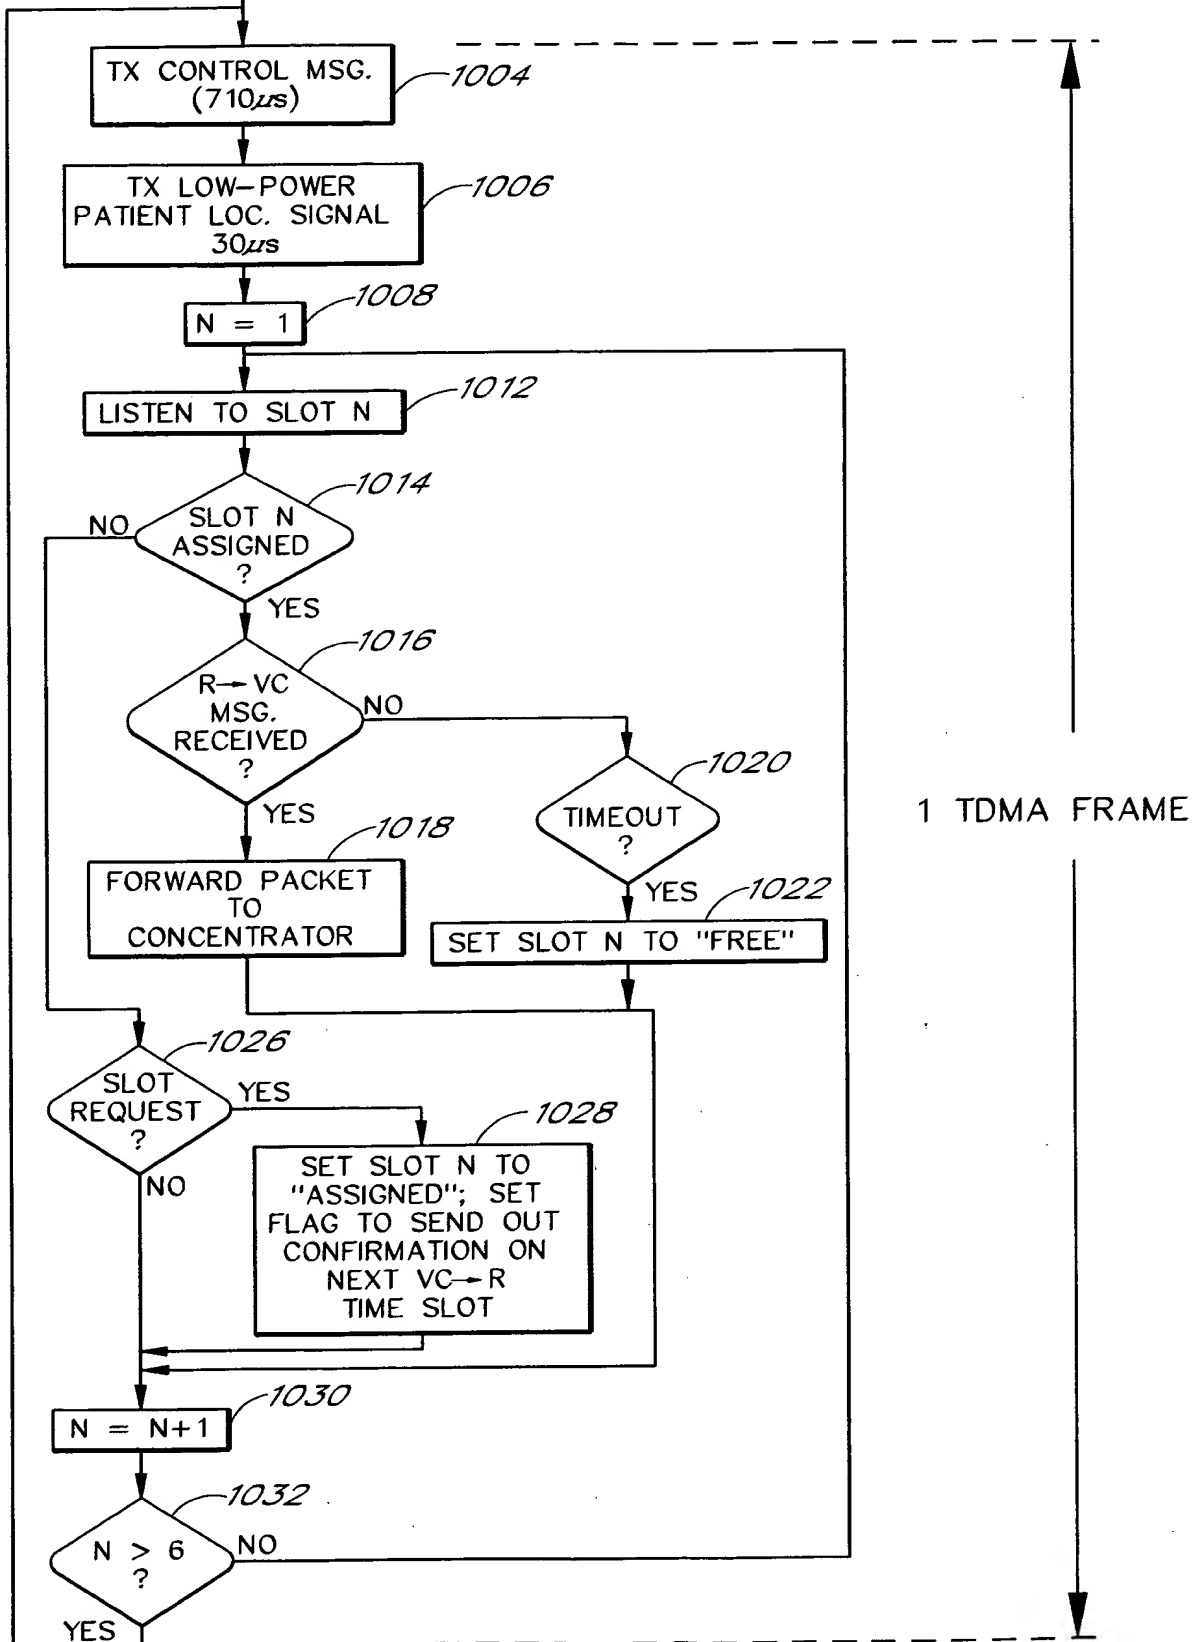 TX CONTROL MSG.
(710µs)
1004
TX LOW-POWER
PATIENT LOC. SIGNAL
30µs
1006
N = 1
1008
LISTEN TO SLOT N
1012
SLOT N
ASSIGNED
?
1014
NO
YES
R→VC
MSG.
RECEIVED
?
1016
NO
YES
TIMEOUT
?
1020
YES
1 TDMA FRAME
FORWARD PACKET
TO
CONCENTRATOR
1018
SET SLOT N TO "FREE"
1022
SLOT
REQUEST
?
1026
YES
NO
SET SLOT N TO
"ASSIGNED"; SET
FLAG TO SEND OUT
CONFIRMATION ON
NEXT VC→R
TIME SLOT
1028
N = N+1
1030
N > 6
?
1032
NO
YES